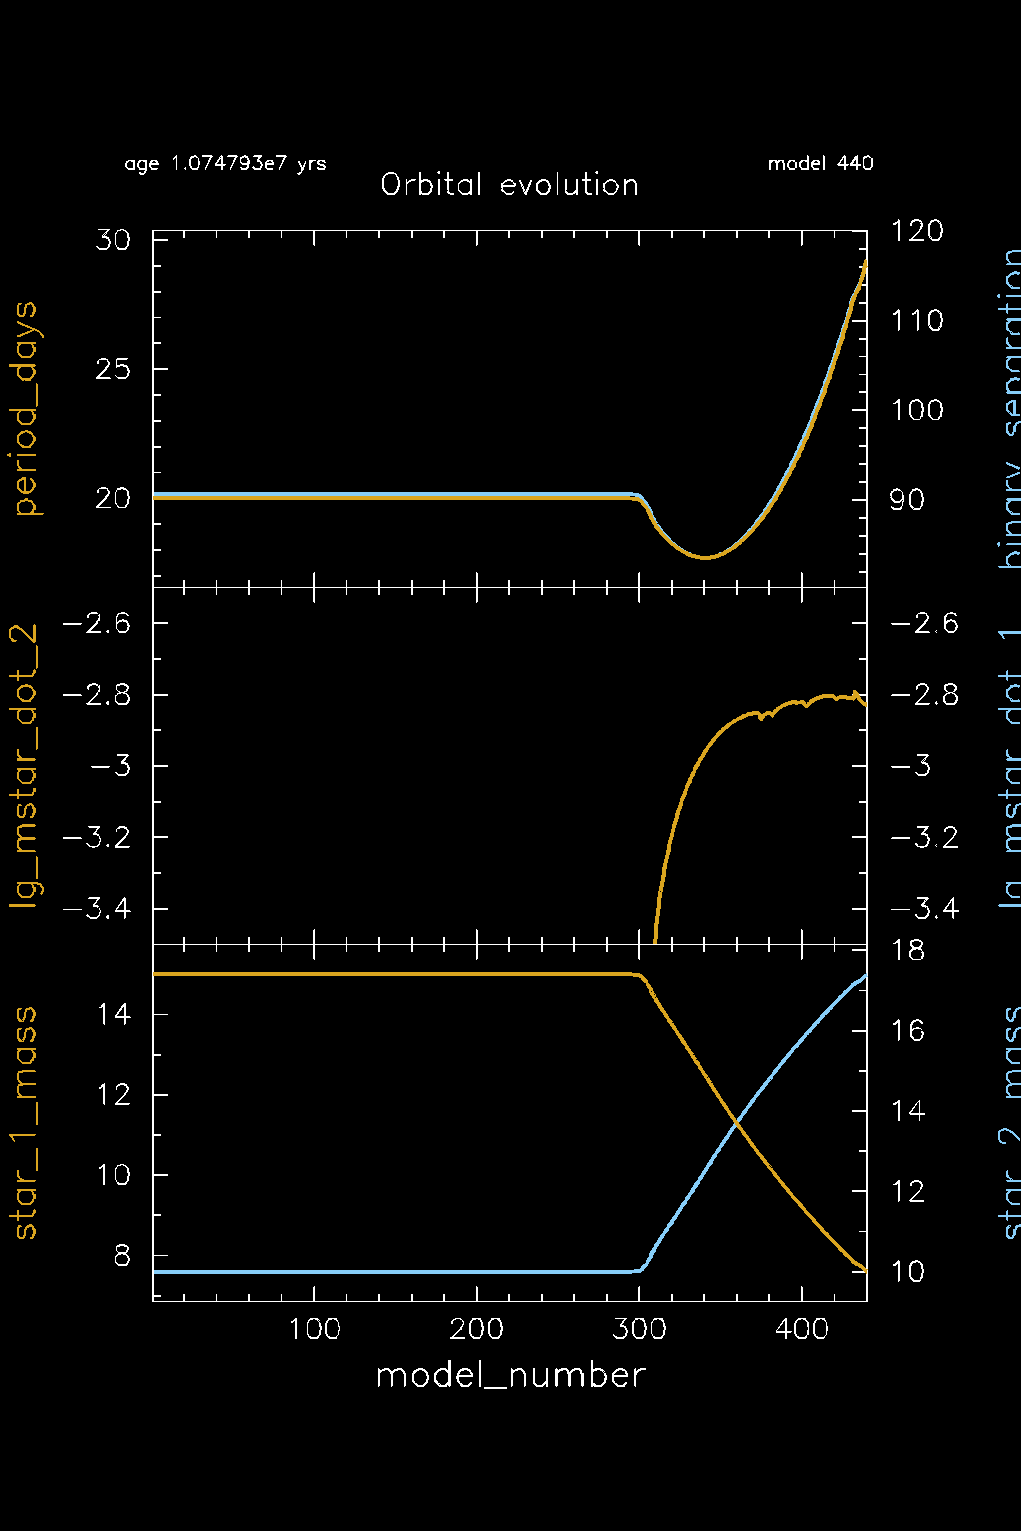 age 1.074793e7 yrs
model 440
Orbital evolution
period_days
30
25
20
120
110
100
90
binary_separation
lg_mstar_dot_2
−2.6
−2.8
−3
−3.2
−3.4
−2.6
−2.8
−3
−3.2
−3.4
lg_mstar_dot_1
star_1_mass
14
12
10
8
18
16
14
12
10
star_2_mass
100 200 300 400
model_number